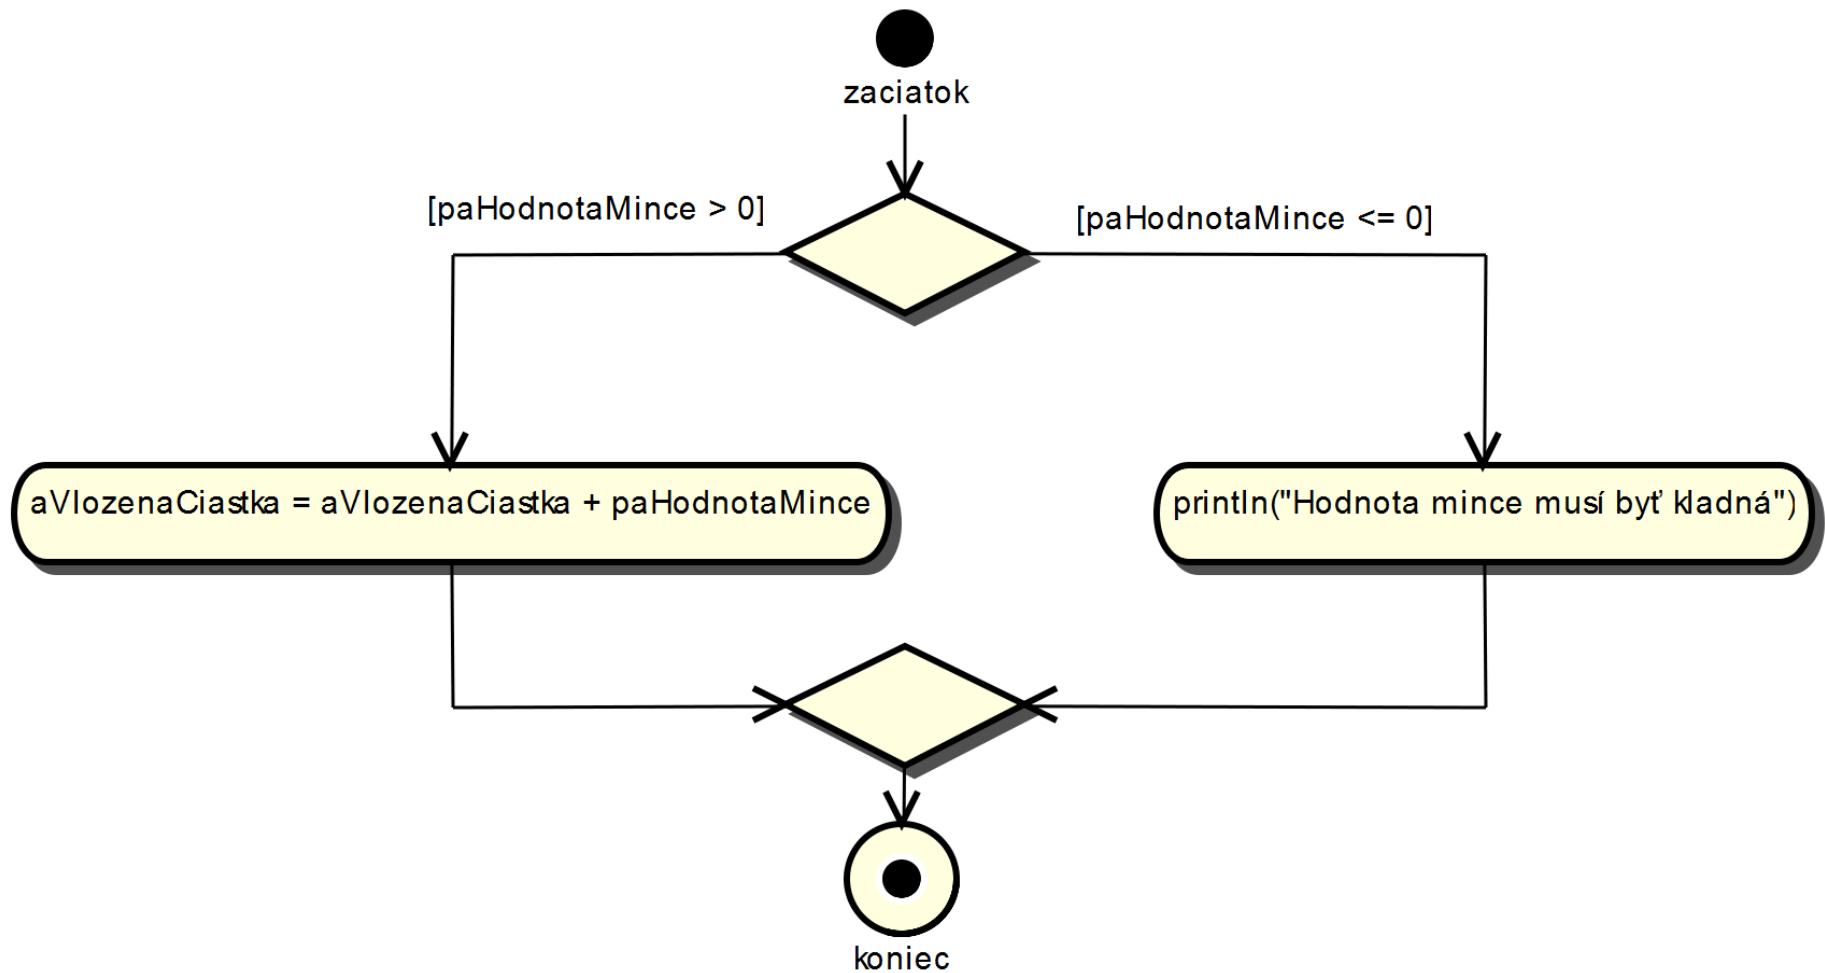 zaciatok
[paHodnotaMince > 0]
[paHodnotaMince <= 0]
aVlozenaCiastka = aVlozenaCiastka + paHodnotaMince
println("Hodnota mince musí byť kladná")
koniec